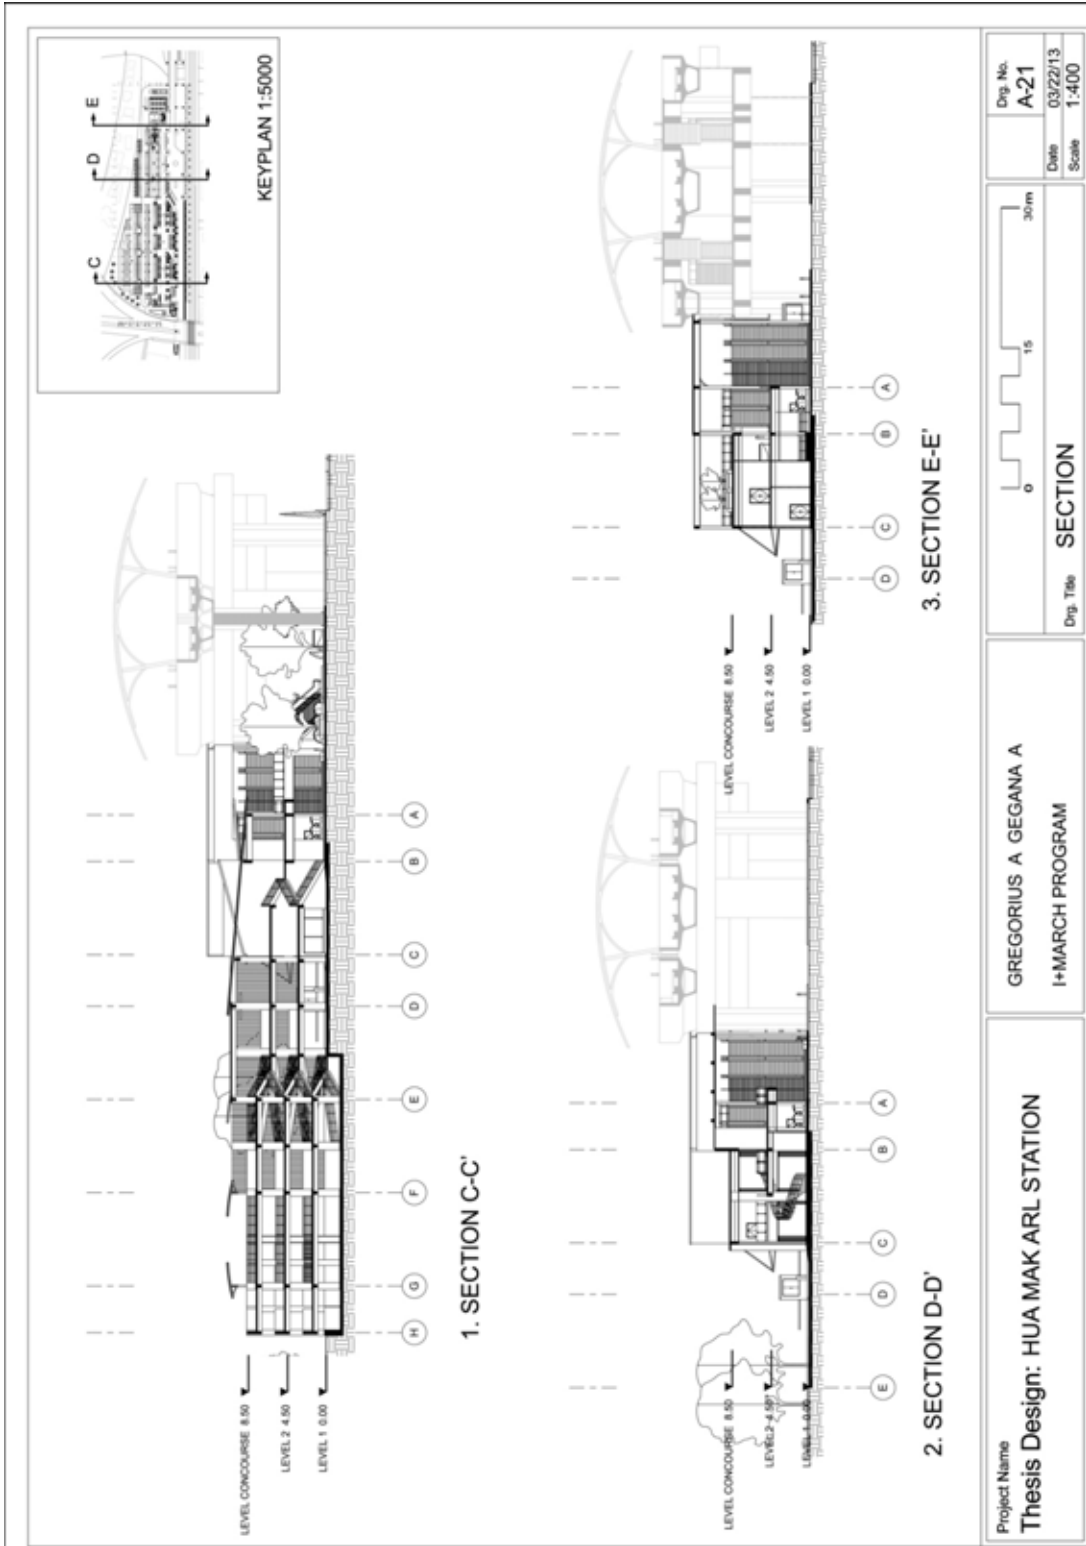 C
D
E
KEYPLAN 1:5000
LEVEL CONCOURSE 8.50
LEVEL 2 4.50
LEVEL 1 0.00
H
G
F
E
D
C
B
A
1. SECTION C-C'
LEVEL CONCOURSE 8.50
LEVEL 2 4.50
LEVEL 1 0.00
E
D
C
B
A
2. SECTION D-D'
LEVEL CONCOURSE 8.50
LEVEL 2 4.50
LEVEL 1 0.00
D
C
B
A
3. SECTION E-E'
Project Name
Thesis Design: HUA MAK ARL STATION
GREGORIUS A GEGANA A
I+MARCH PROGRAM
0 15 30m
Drg. Title SECTION
Drg. No.
A-21
Date 03/22/13
Scale 1:400